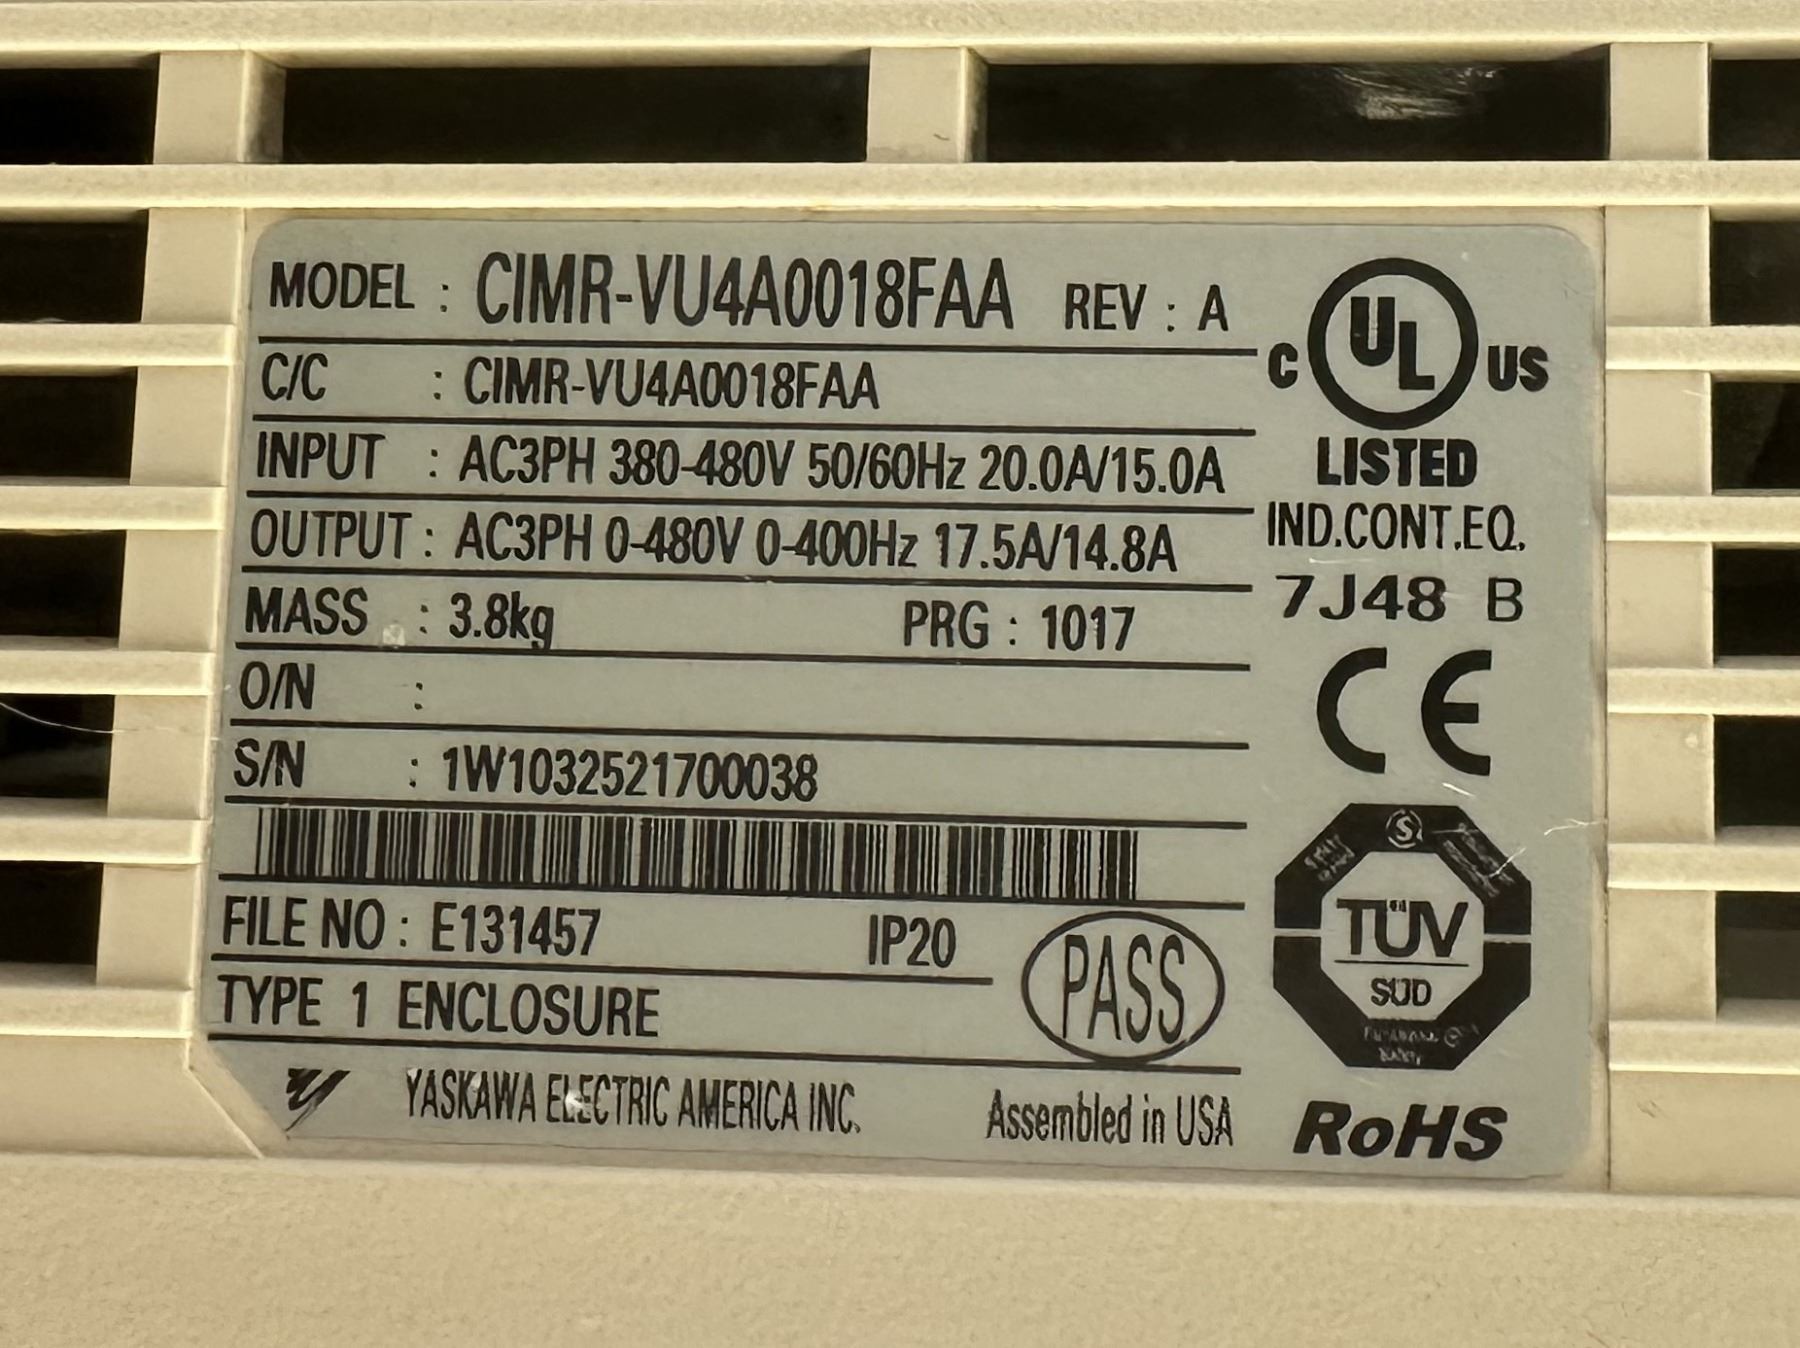 MODEL : CIMR-VU4A0018FAA REV : A
C/C : CIMR-VU4A0018FAA
INPUT : AC3PH 380-480V 50/60Hz 20.0A/15.0A
OUTPUT : AC3PH 0-480V 0-400Hz 17.5A/14.8A
MASS : 3.8kg PRG : 1017
O/N :
S/N : 1W1032521700038
FILE NO : E131457 IP20
PASS
TYPE 1 ENCLOSURE
YASKAWA ELECTRIC AMERICA INC. Assembled in USA
C UL US
LISTED
IND.CONT.EQ.
7J48 B
CE
S
TÜV
SÜD
RoHS